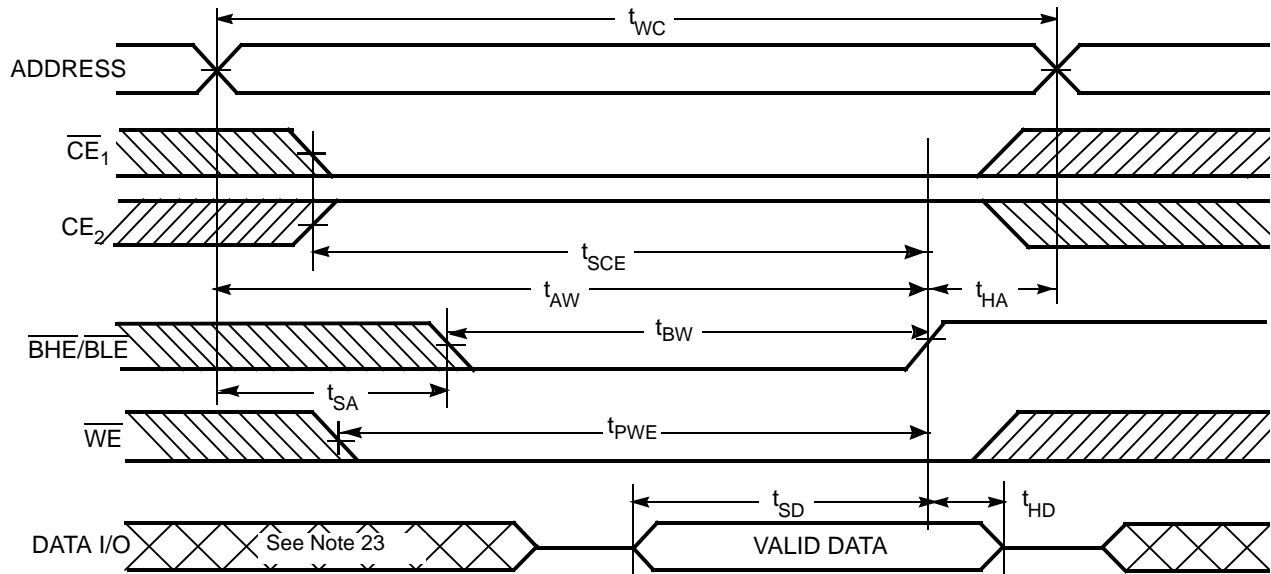 tWC
ADDRESS
CE1
CE2
tSCE
tAW
tHA
BHE/BLE
tBW
tSA
WE
tPWE
tSD
tHD
DATA I/O
See Note 23
VALID DATA